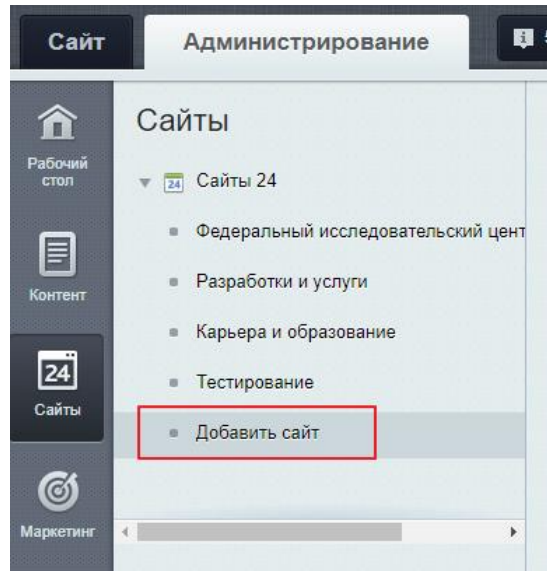 Сайт
Администрирование
Рабочий
стол
Контент
24
Сайты
Маркетинг
Сайты
24
Сайты 24
Федеральный исследовательский цент
Разработки и услуги
Карьера и образование
Тестирование
Добавить сайт